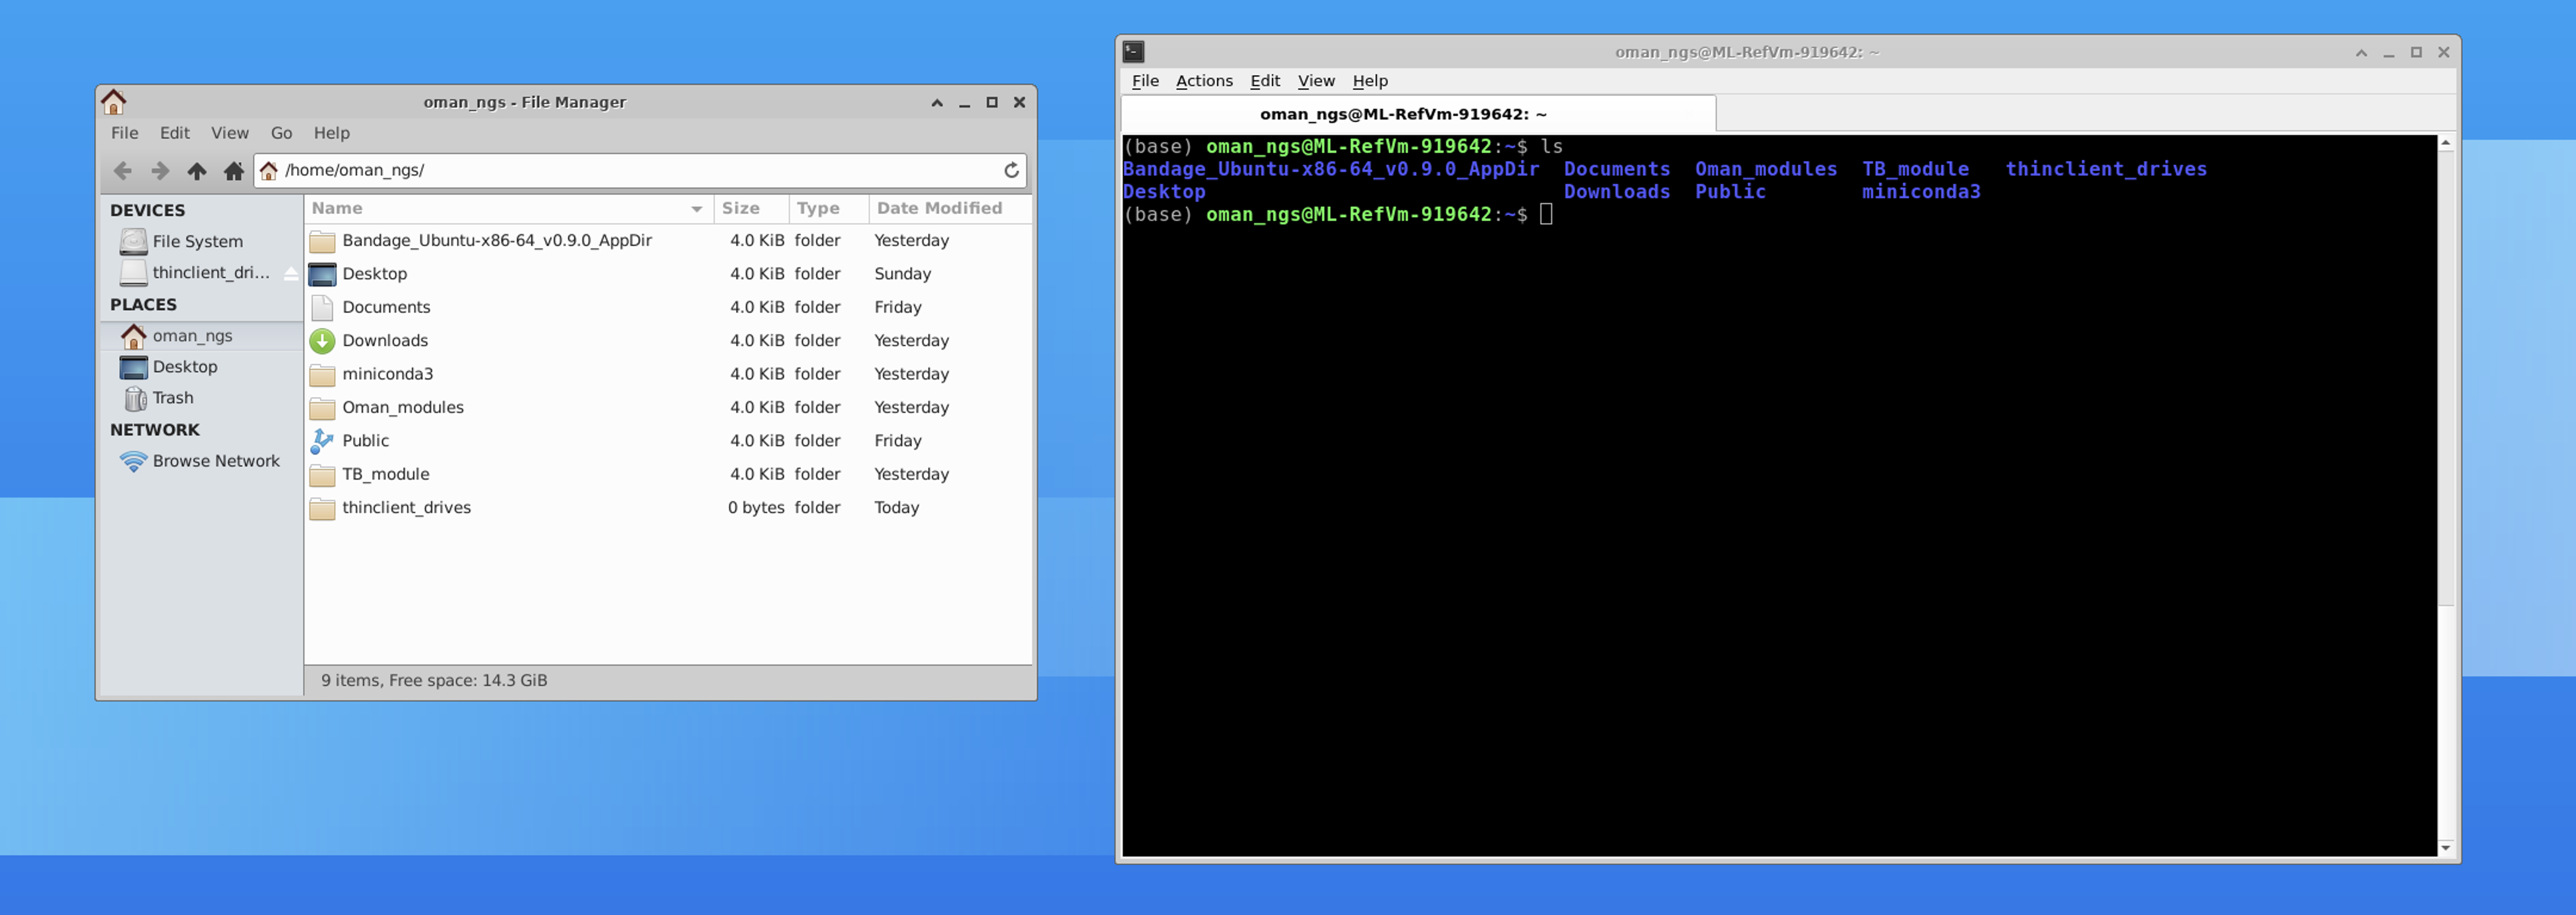 oman_ngs - File Manager
File Edit View Go Help
/home/oman_ngs/
DEVICES
File System
thinclient_dri...
PLACES
oman_ngs
Desktop
Trash
NETWORK
Browse Network
Name Size Type Date Modified
Bandage_Ubuntu-x86-64_v0.9.0_AppDir 4.0 KiB folder Yesterday
Desktop 4.0 KiB folder Sunday
Documents 4.0 KiB folder Friday
Downloads 4.0 KiB folder Yesterday
miniconda3 4.0 KiB folder Yesterday
Oman_modules 4.0 KiB folder Yesterday
Public 4.0 KiB folder Friday
TB_module 4.0 KiB folder Yesterday
thinclient_drives 0 bytes folder Today
9 items, Free space: 14.3 GiB
oman_ngs@ML-RefVm-919642: ~
File Actions Edit View Help
oman_ngs@ML-RefVm-919642: ~
(base) oman_ngs@ML-RefVm-919642:~$ ls
Bandage_Ubuntu-x86-64_v0.9.0_AppDir Documents Oman_modules TB_module thinclient_drives
Desktop Downloads Public miniconda3
(base) oman_ngs@ML-RefVm-919642:~$